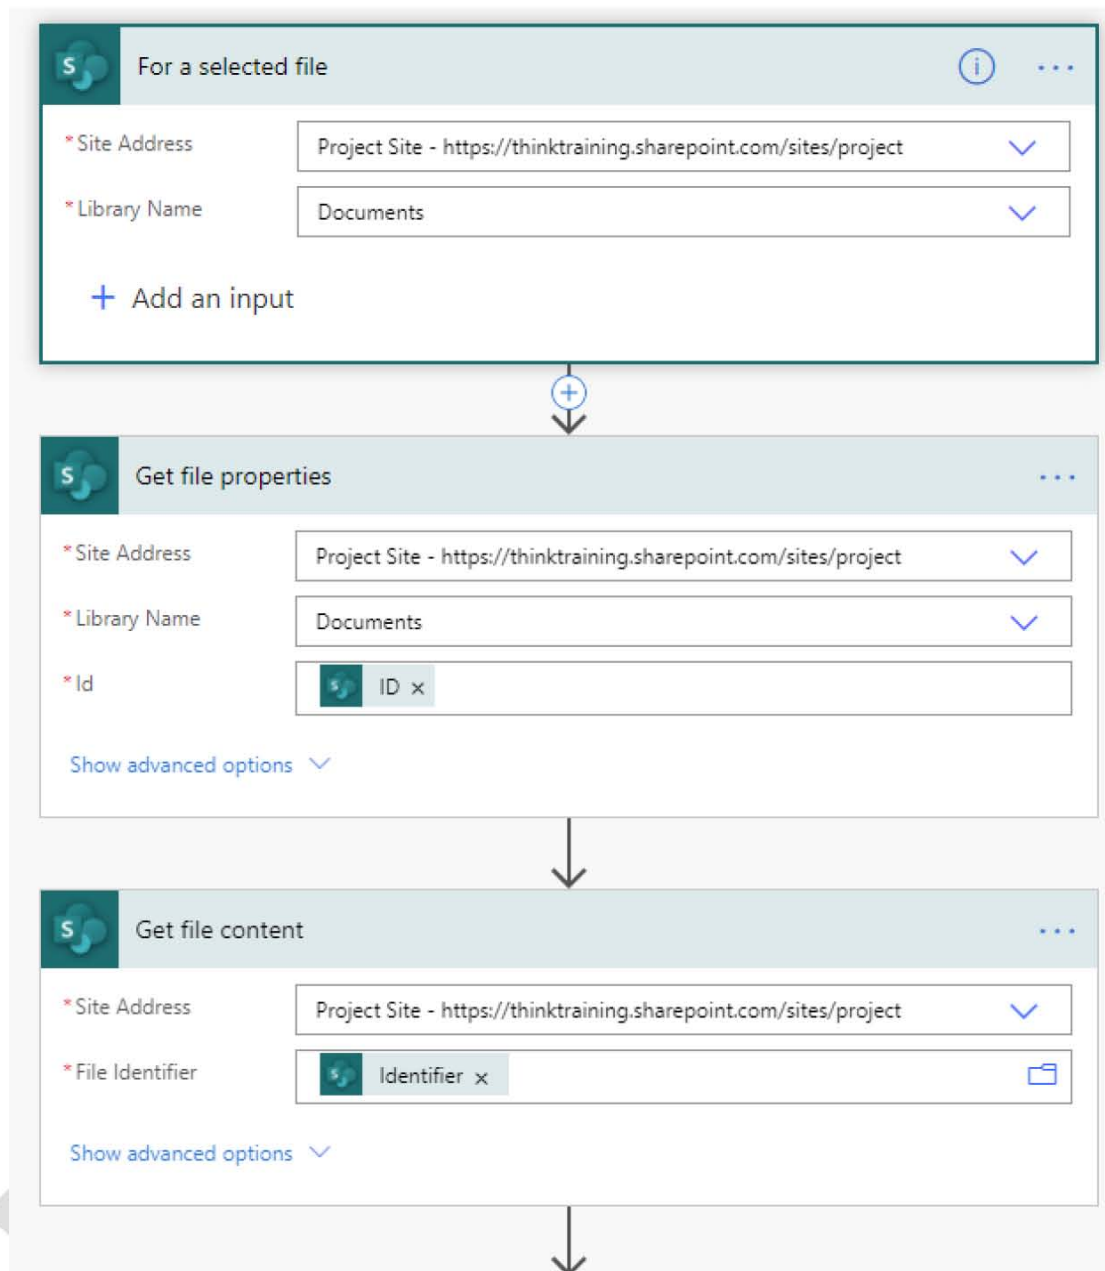 S For a selected file i ...
* Site Address Project Site - https://thinktraining.sharepoint.com/sites/project
* Library Name Documents
+ Add an input
S Get file properties ...
* Site Address Project Site - https://thinktraining.sharepoint.com/sites/project
* Library Name Documents
* Id S ID ×
Show advanced options
S Get file content ...
* Site Address Project Site - https://thinktraining.sharepoint.com/sites/project
* File Identifier S Identifier ×
Show advanced options